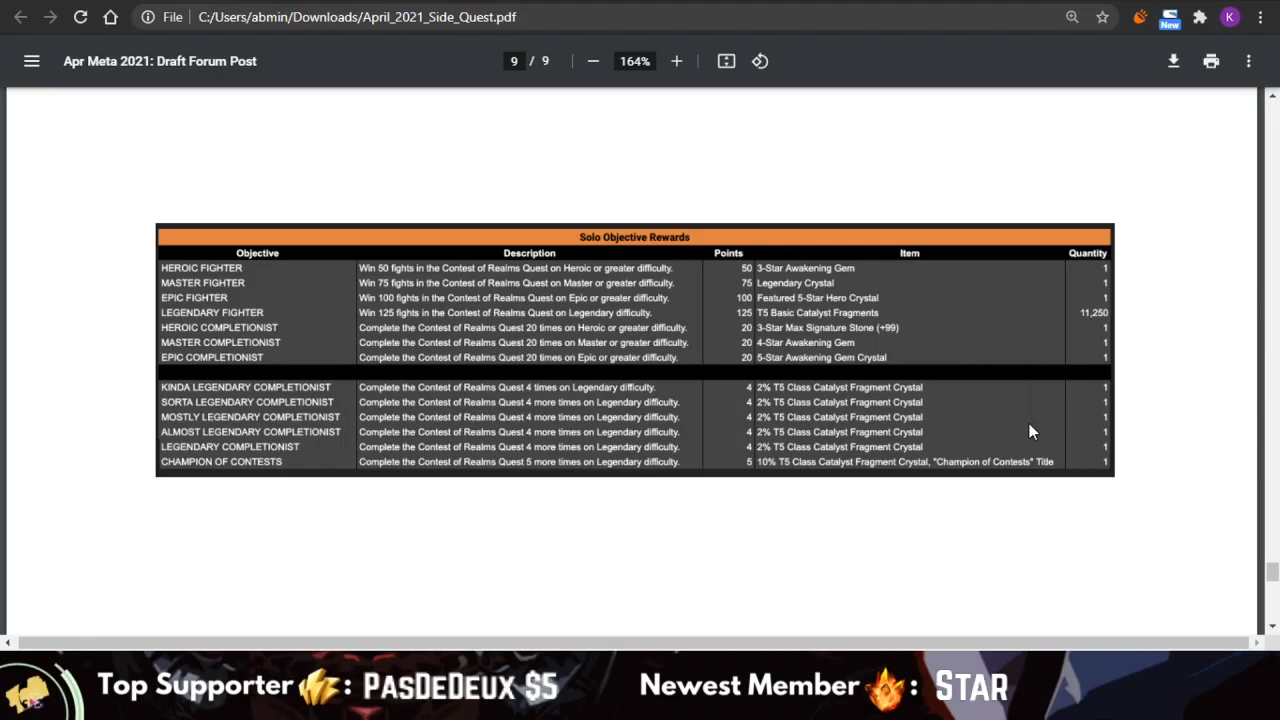 File C:/Users/abmin/Downloads/April_2021_Side_Quest.pdf New K
Apr Meta 2021: Draft Forum Post 9 / 9 164%
Solo Objective Rewards
Objective Description Points Item Quantity
HEROIC FIGHTER Win 50 fights in the Contest of Realms Quest on Heroic or greater difficulty. 50 3-Star Awakening Gem 1
MASTER FIGHTER Win 75 fights in the Contest of Realms Quest on Master or greater difficulty. 75 Legendary Crystal 1
EPIC FIGHTER Win 100 fights in the Contest of Realms Quest on Epic or greater difficulty. 100 Featured 5-Star Hero Crystal 1
LEGENDARY FIGHTER Win 125 fights in the Contest of Realms Quest on Legendary difficulty. 125 T5 Basic Catalyst Fragments 11,250
HEROIC COMPLETIONIST Complete the Contest of Realms Quest 20 times on Heroic or greater difficulty. 20 3-Star Max Signature Stone (+99) 1
MASTER COMPLETIONIST Complete the Contest of Realms Quest 20 times on Master or greater difficulty. 20 4-Star Awakening Gem 1
EPIC COMPLETIONIST Complete the Contest of Realms Quest 20 times on Epic or greater difficulty. 20 5-Star Awakening Gem Crystal 1
KINDA LEGENDARY COMPLETIONIST Complete the Contest of Realms Quest 4 times on Legendary difficulty. 4 2% T5 Class Catalyst Fragment Crystal 1
SORTA LEGENDARY COMPLETIONIST Complete the Contest of Realms Quest 4 more times on Legendary difficulty. 4 2% T5 Class Catalyst Fragment Crystal 1
MOSTLY LEGENDARY COMPLETIONIST Complete the Contest of Realms Quest 4 more times on Legendary difficulty. 4 2% T5 Class Catalyst Fragment Crystal 1
ALMOST LEGENDARY COMPLETIONIST Complete the Contest of Realms Quest 4 more times on Legendary difficulty. 4 2% T5 Class Catalyst Fragment Crystal 1
LEGENDARY COMPLETIONIST Complete the Contest of Realms Quest 4 more times on Legendary difficulty. 4 2% T5 Class Catalyst Fragment Crystal 1
CHAMPION OF CONTESTS Complete the Contest of Realms Quest 5 more times on Legendary difficulty. 5 10% T5 Class Catalyst Fragment Crystal, "Champion of Contests" Title 1
Top Supporter : PASDEDEUX $5 Newest Member : STAR